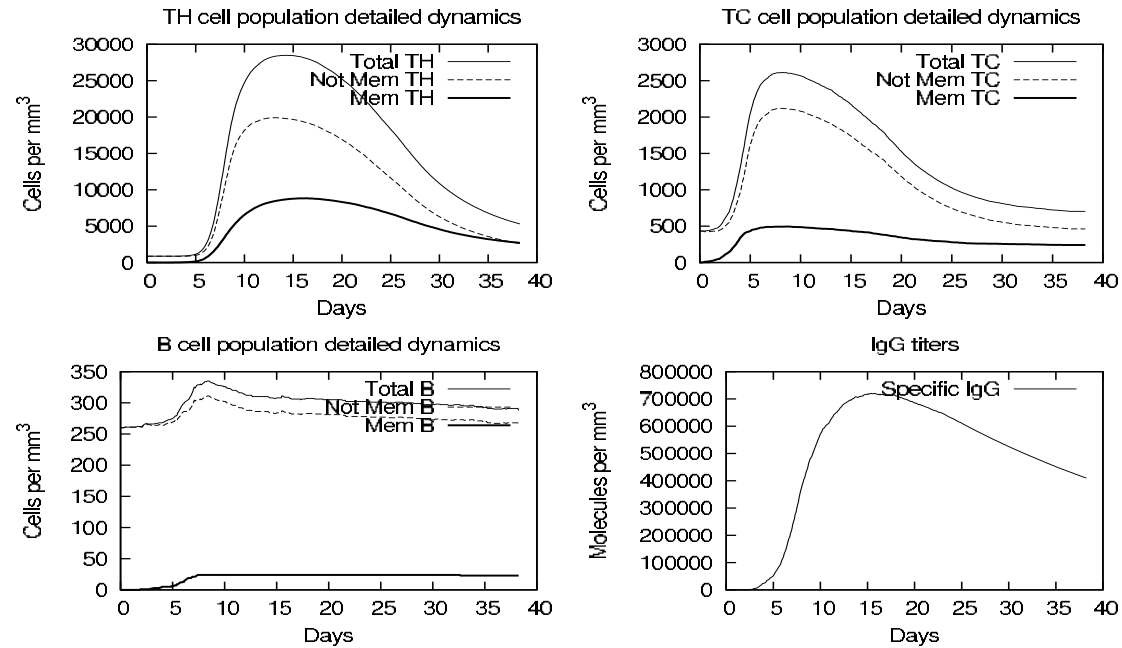 TH cell population detailed dynamics
30000
25000
20000
15000
10000
5000
0
Cells per mm3
Total TH
Not Mem TH
Mem TH
0 5 10 15 20 25 30 35 40
Days
TC cell population detailed dynamics
3000
2500
2000
1500
1000
500
0
Cells per mm3
Total TC
Not Mem TC
Mem TC
0 5 10 15 20 25 30 35 40
Days
B cell population detailed dynamics
350
300
250
200
150
100
50
0
Cells per mm3
Total B
Not Mem B
Mem B
0 5 10 15 20 25 30 35 40
Days
IgG titers
800000
700000
600000
500000
400000
300000
200000
100000
0
Molecules per mm3
Specific IgG
0 5 10 15 20 25 30 35 40
Days